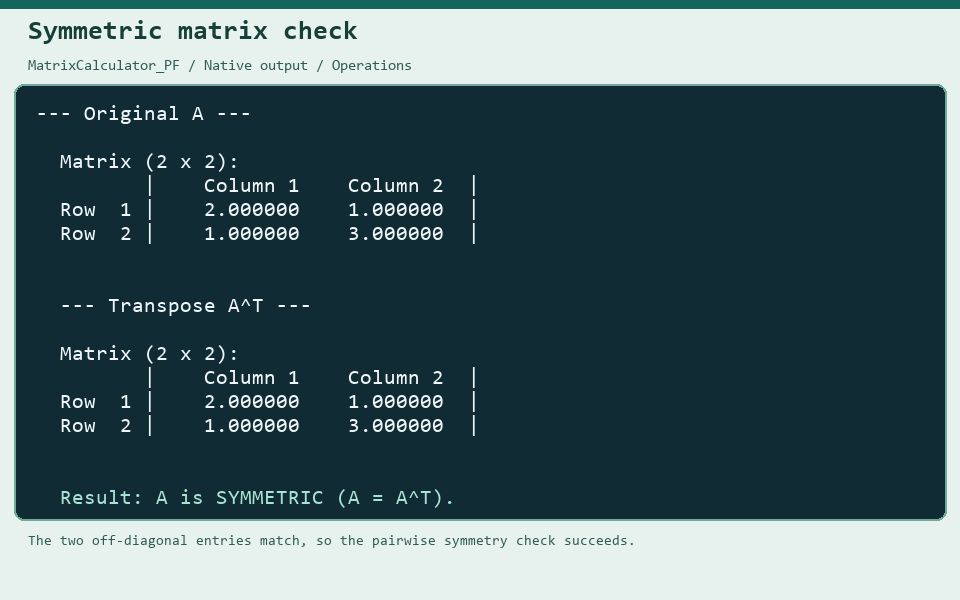 Symmetric matrix check
MatrixCalculator_PF / Native output / Operations
--- Original A ---
Matrix (2 x 2):
|    Column 1    Column 2  |
Row  1 |    2.000000    1.000000  |
Row  2 |    1.000000    3.000000  |
--- Transpose A^T ---
Matrix (2 x 2):
|    Column 1    Column 2  |
Row  1 |    2.000000    1.000000  |
Row  2 |    1.000000    3.000000  |
Result: A is SYMMETRIC (A = A^T).
The two off-diagonal entries match, so the pairwise symmetry check succeeds.